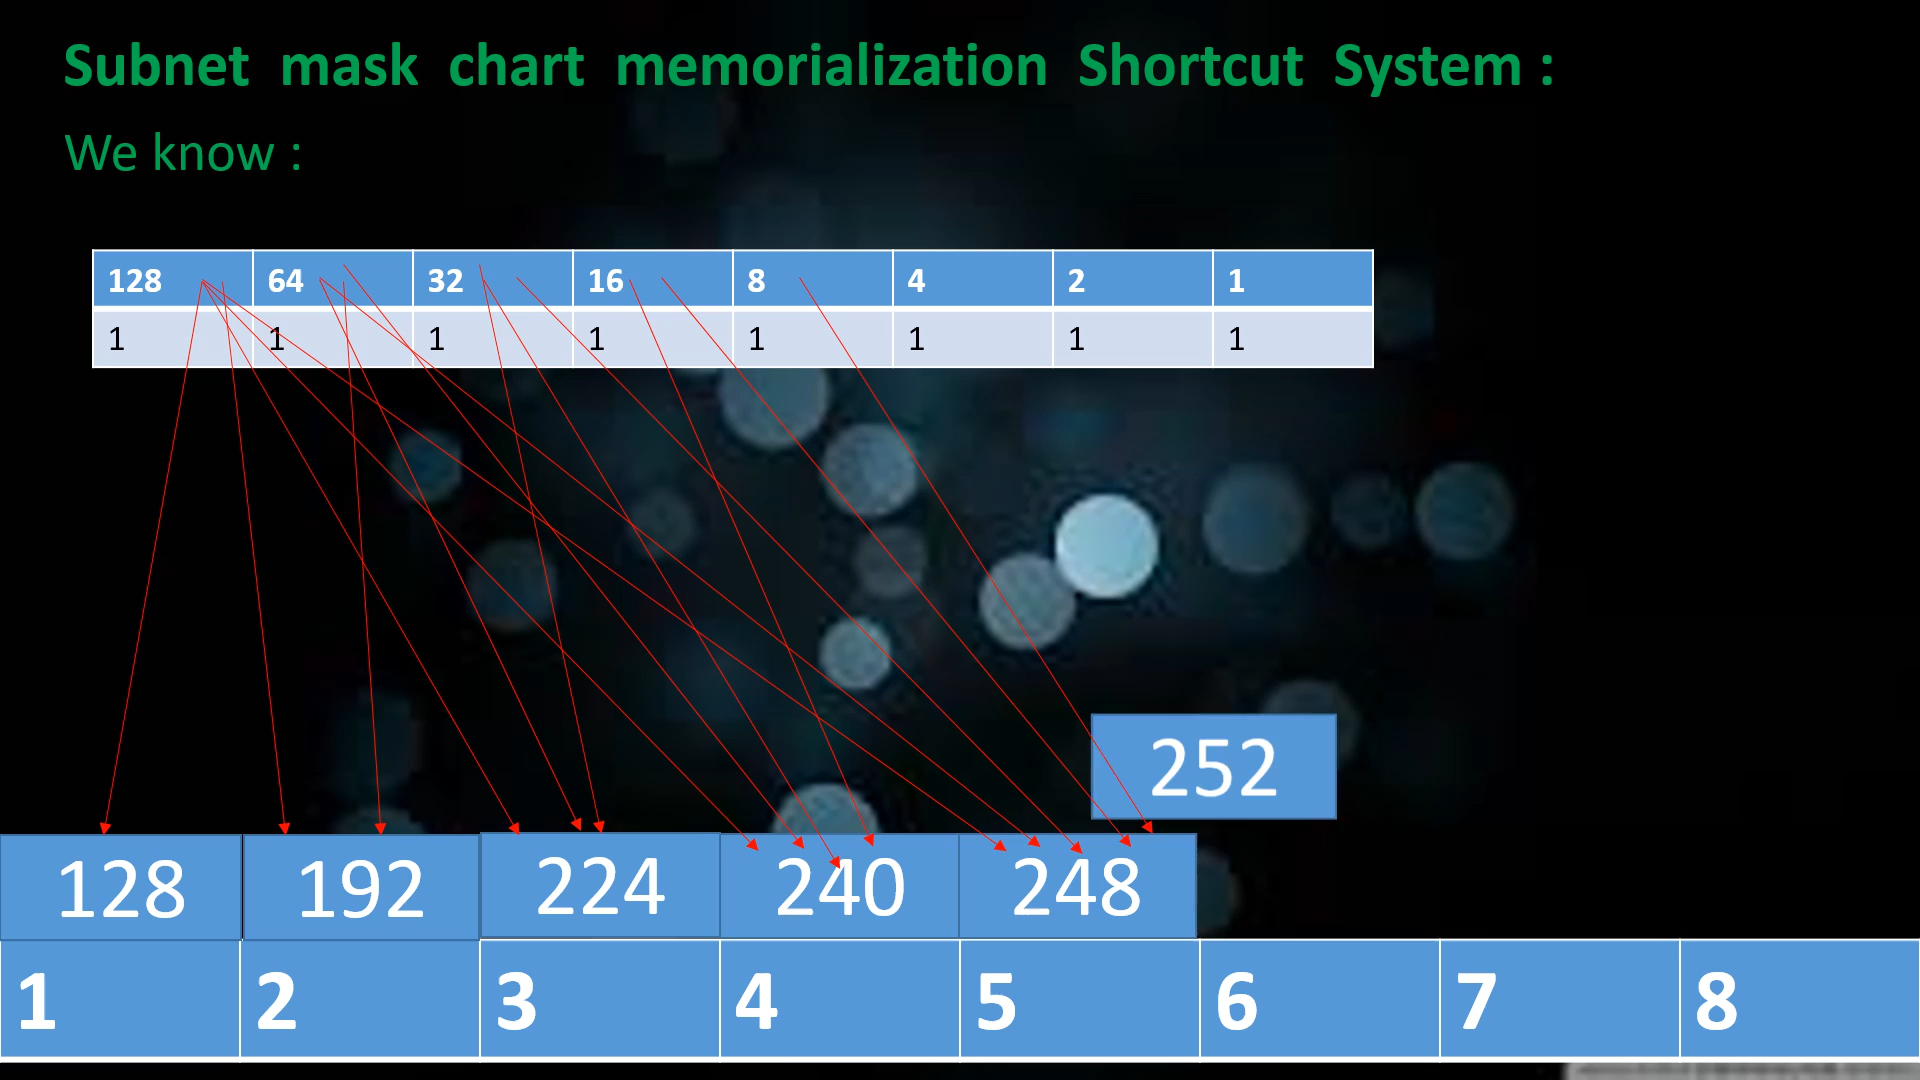 Subnet mask chart memorialization Shortcut System :
We know :
128 64 32 16 8 4 2 1
1 1 1 1 1 1 1 1
252
128 192 224 240 248
1 2 3 4 5 6 7 8